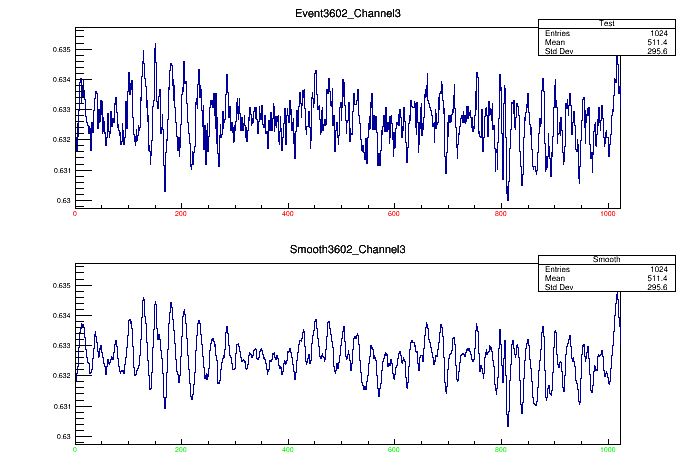 Event3602_Channel3
Test
Entries 1024
Mean 511.4
Std Dev 295.6
0.635
0.634
0.633
0.632
0.631
0.63
0 200 400 600 800 1000
Smooth3602_Channel3
Smooth
Entries 1024
Mean 511.4
Std Dev 295.6
0.635
0.634
0.633
0.632
0.631
0.63
0 200 400 600 800 1000